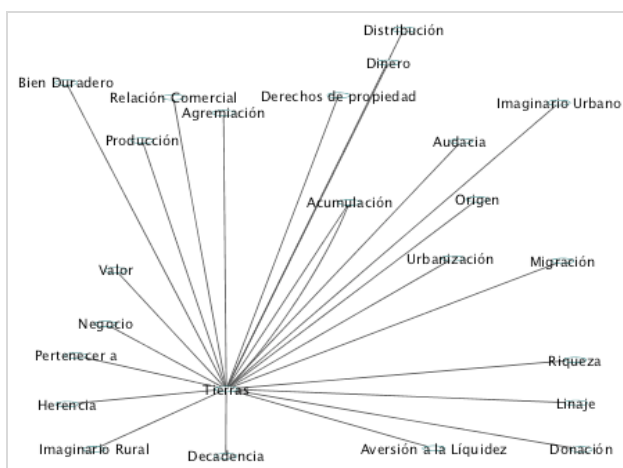 Distribución
Dinero
Bien Duradero
Relación Comercial
Derechos de propiedad
Imaginario Urbano
Agremiación
Producción
Audacia
Acumulación
Origen
Urbanización
Migración
Valor
Negocio
Pertenecer a
Riqueza
Tierras
Herencia
Linaje
Imaginario Rural
Decadencia
Aversión a la Líquidez
Donación